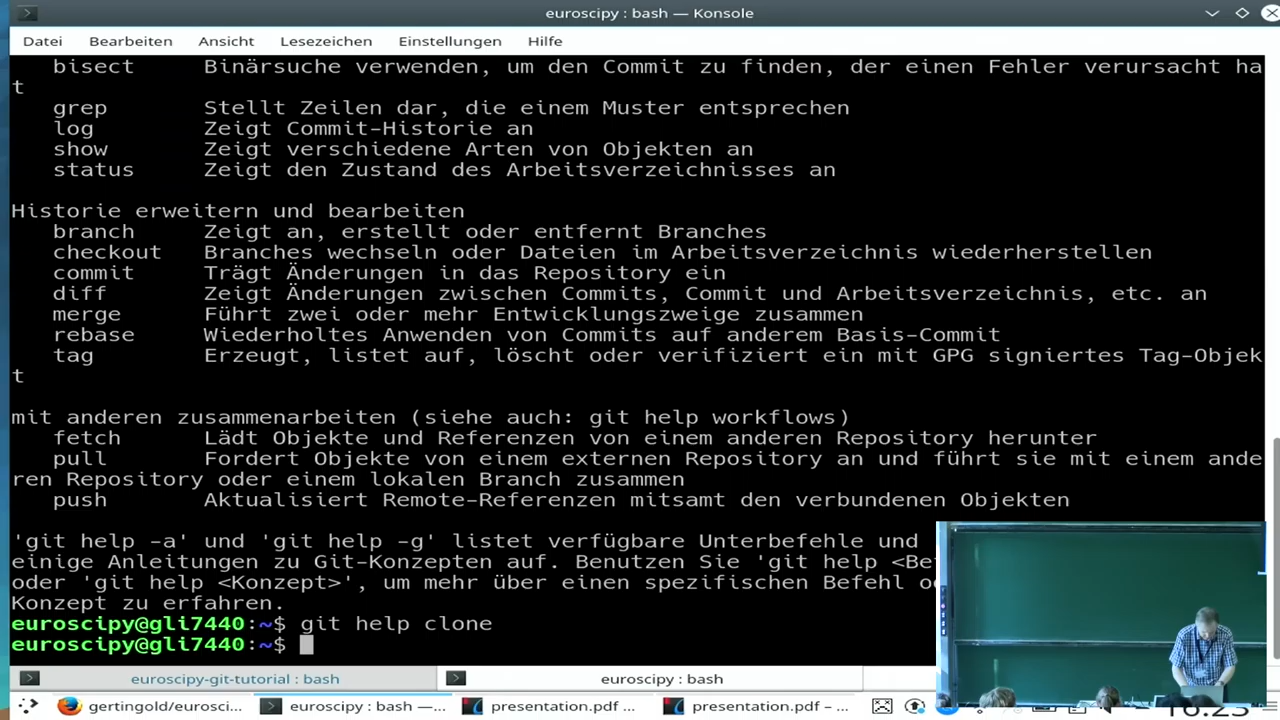 euroscipy : bash — Konsole
Datei Bearbeiten Ansicht Lesezeichen Einstellungen Hilfe
bisect Binärsuche verwenden, um den Commit zu finden, der einen Fehler verursacht ha
t
grep Stellt Zeilen dar, die einem Muster entsprechen
log Zeigt Commit-Historie an
show Zeigt verschiedene Arten von Objekten an
status Zeigt den Zustand des Arbeitsverzeichnisses an
Historie erweitern und bearbeiten
branch Zeigt an, erstellt oder entfernt Branches
checkout Branches wechseln oder Dateien im Arbeitsverzeichnis wiederherstellen
commit Trägt Änderungen in das Repository ein
diff Zeigt Änderungen zwischen Commits, Commit und Arbeitsverzeichnis, etc. an
merge Führt zwei oder mehr Entwicklungszweige zusammen
rebase Wiederholtes Anwenden von Commits auf anderem Basis-Commit
tag Erzeugt, listet auf, löscht oder verifiziert ein mit GPG signiertes Tag-Objek
t
mit anderen zusammenarbeiten (siehe auch: git help workflows)
fetch Lädt Objekte und Referenzen von einem anderen Repository herunter
pull Fordert Objekte von einem externen Repository an und führt sie mit einem ande
ren Repository oder einem lokalen Branch zusammen
push Aktualisiert Remote-Referenzen mitsamt den verbundenen Objekten
'git help -a' und 'git help -g' listet verfügbare Unterbefehle und
einige Anleitungen zu Git-Konzepten auf. Benutzen Sie 'git help <Be
oder 'git help <Konzept>', um mehr über einen spezifischen Befehl
Konzept zu erfahren.
euroscipy@gli7440:~$ git help clone
euroscipy@gli7440:~$
euroscipy-git-tutorial : bash euroscipy : bash
gertingold/eurosci... euroscipy : bash —... presentation.pdf ... presentation.pdf – ...